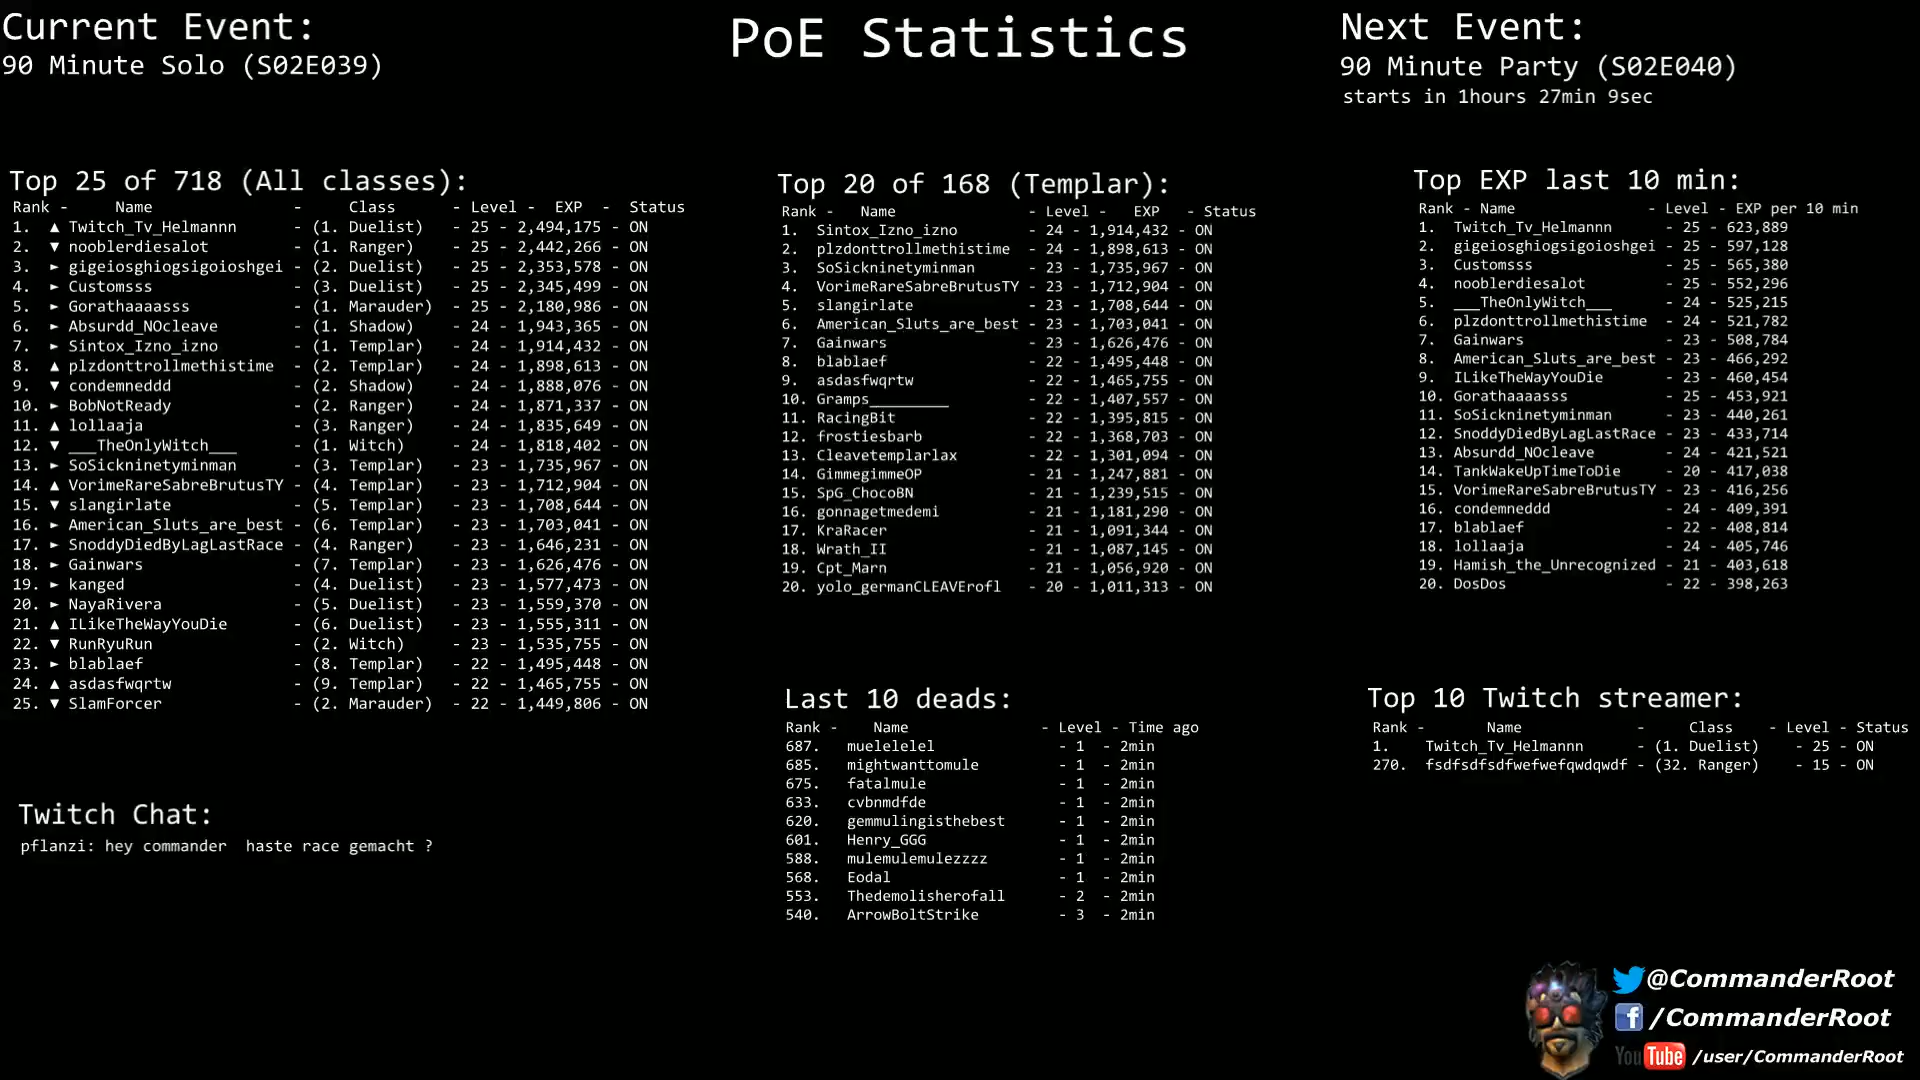 Current Event:
90 Minute Solo (S02E039)
PoE Statistics
Next Event:
90 Minute Party (S02E040)
starts in 1hours 27min 9sec
Top 25 of 718 (All classes):
Rank - Name - Class - Level - EXP - Status
1. ▲ Twitch_Tv_Helmannn - (1. Duelist) - 25 - 2,494,175 - ON
2. ▼ nooblerdiesalot - (1. Ranger) - 25 - 2,442,266 - ON
3. ► gigeiosghiogsigoioshgei - (2. Duelist) - 25 - 2,353,578 - ON
4. ► Customsss - (3. Duelist) - 25 - 2,345,499 - ON
5. ► Gorathaaaasss - (1. Marauder) - 25 - 2,180,986 - ON
6. ► Absurdd_NOcleave - (1. Shadow) - 24 - 1,943,365 - ON
7. ► Sintox_Izno_izno - (1. Templar) - 24 - 1,914,432 - ON
8. ▲ plzdonttrollmethistime - (2. Templar) - 24 - 1,898,613 - ON
9. ▼ condemneddd - (2. Shadow) - 24 - 1,888,076 - ON
10. ► BobNotReady - (2. Ranger) - 24 - 1,871,337 - ON
11. ▲ lollaaja - (3. Ranger) - 24 - 1,835,649 - ON
12. ▼ ___TheOnlyWitch___ - (1. Witch) - 24 - 1,818,402 - ON
13. ► SoSickninetyminman - (3. Templar) - 23 - 1,735,967 - ON
14. ▲ VorimeRareSabreBrutusTY - (4. Templar) - 23 - 1,712,904 - ON
15. ▼ slangirlate - (5. Templar) - 23 - 1,708,644 - ON
16. ► American_Sluts_are_best - (6. Templar) - 23 - 1,703,041 - ON
17. ► SnoddyDiedByLagLastRace - (4. Ranger) - 23 - 1,646,231 - ON
18. ► Gainwars - (7. Templar) - 23 - 1,626,476 - ON
19. ► kanged - (4. Duelist) - 23 - 1,577,473 - ON
20. ► NayaRivera - (5. Duelist) - 23 - 1,559,370 - ON
21. ▲ ILikeTheWayYouDie - (6. Duelist) - 23 - 1,555,311 - ON
22. ▼ RunRyuRun - (2. Witch) - 23 - 1,535,755 - ON
23. ► blablaef - (8. Templar) - 22 - 1,495,448 - ON
24. ▲ asdasfwqrtw - (9. Templar) - 22 - 1,465,755 - ON
25. ▼ SlamForcer - (2. Marauder) - 22 - 1,449,806 - ON
Top 20 of 168 (Templar):
Rank - Name - Level - EXP - Status
1. Sintox_Izno_izno - 24 - 1,914,432 - ON
2. plzdonttrollmethistime - 24 - 1,898,613 - ON
3. SoSickninetyminman - 23 - 1,735,967 - ON
4. VorimeRareSabreBrutusTY - 23 - 1,712,904 - ON
5. slangirlate - 23 - 1,708,644 - ON
6. American_Sluts_are_best - 23 - 1,703,041 - ON
7. Gainwars - 23 - 1,626,476 - ON
8. blablaef - 22 - 1,495,448 - ON
9. asdasfwqrtw - 22 - 1,465,755 - ON
10. Gramps_________ - 22 - 1,407,557 - ON
11. RacingBit - 22 - 1,395,815 - ON
12. frostiesbarb - 22 - 1,368,703 - ON
13. Cleavetemplarlax - 22 - 1,301,094 - ON
14. GimmegimmeOP - 21 - 1,247,881 - ON
15. SpG_ChocoBN - 21 - 1,239,515 - ON
16. gonnagetmedemi - 21 - 1,181,290 - ON
17. KraRacer - 21 - 1,091,344 - ON
18. Wrath_II - 21 - 1,087,145 - ON
19. Cpt_Marn - 21 - 1,056,920 - ON
20. yolo_germanCLEAVErofl - 20 - 1,011,313 - ON
Top EXP last 10 min:
Rank - Name - Level - EXP per 10 min
1. Twitch_Tv_Helmannn - 25 - 623,889
2. gigeiosghiogsigoioshgei - 25 - 597,128
3. Customsss - 25 - 565,380
4. nooblerdiesalot - 25 - 552,296
5. ___TheOnlyWitch___ - 24 - 525,215
6. plzdonttrollmethistime - 24 - 521,782
7. Gainwars - 23 - 508,784
8. American_Sluts_are_best - 23 - 466,292
9. ILikeTheWayYouDie - 23 - 460,454
10. Gorathaaaasss - 25 - 453,921
11. SoSickninetyminman - 23 - 440,261
12. SnoddyDiedByLagLastRace - 23 - 433,714
13. Absurdd_NOcleave - 24 - 421,521
14. TankWakeUpTimeToDie - 20 - 417,038
15. VorimeRareSabreBrutusTY - 23 - 416,256
16. condemneddd - 24 - 409,391
17. blablaef - 22 - 408,814
18. lollaaja - 24 - 405,746
19. Hamish_the_Unrecognized - 21 - 403,618
20. DosDos - 22 - 398,263
Last 10 deads:
Rank - Name - Level - Time ago
687. muelelelel - 1 - 2min
685. mightwanttomule - 1 - 2min
675. fatalmule - 1 - 2min
633. cvbnmdfde - 1 - 2min
620. gemmulingisthebest - 1 - 2min
601. Henry_GGG - 1 - 2min
588. mulemulemulezzzz - 1 - 2min
568. Eodal - 1 - 2min
553. Thedemolisherofall - 2 - 2min
540. ArrowBoltStrike - 3 - 2min
Top 10 Twitch streamer:
Rank - Name - Class - Level - Status
1. Twitch_Tv_Helmannn - (1. Duelist) - 25 - ON
270. fsdfsdfsdfwefwefqwdqwdf - (32. Ranger) - 15 - ON
Twitch Chat:
pflanzi: hey commander haste race gemacht ?
@CommanderRoot
f /CommanderRoot
YouTube /user/CommanderRoot